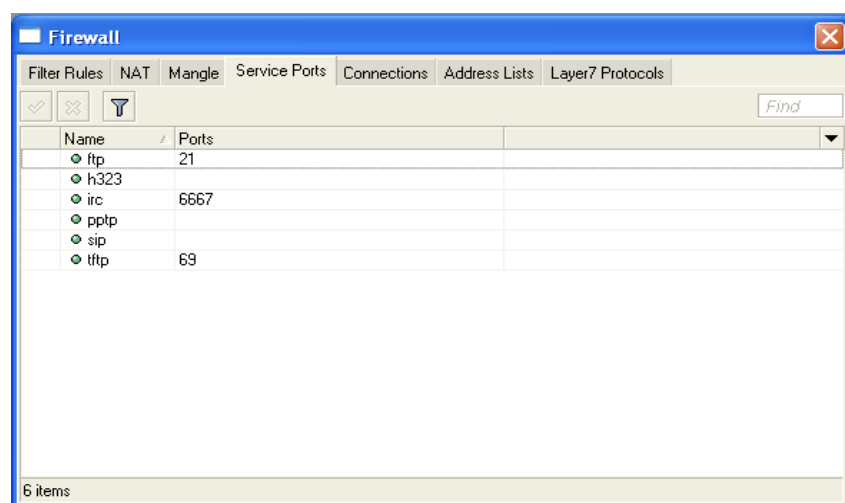 Firewall
Filter Rules NAT Mangle Service Ports Connections Address Lists Layer7 Protocols
Find
Name Ports
ftp 21
h323
irc 6667
pptp
sip
tftp 69
6 items